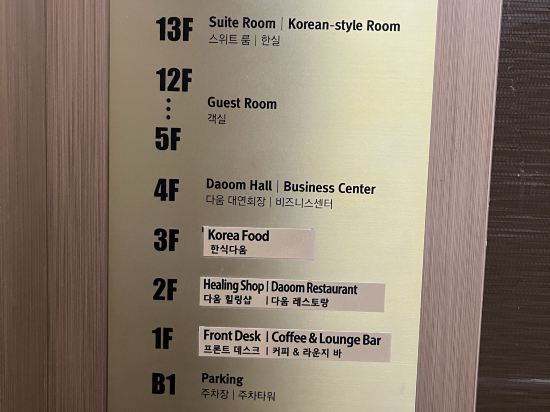 13F Suite Room | Korean-style Room
스위트 룸 | 한실
12F
Guest Room
객실
5F
4F Daoom Hall | Business Center
다움 대연회장 | 비즈니스센터
3F Korea Food
한식다움
2F Healing Shop | Daoom Restaurant
다움 힐링샵 | 다움 레스토랑
1F Front Desk | Coffee & Lounge Bar
프론트 데스크 | 커피 & 라운지 바
B1 Parking
주차장 | 주차타워